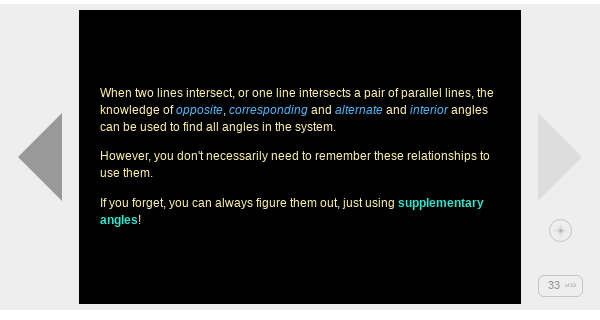 When two lines intersect, or one line intersects a pair of parallel lines, the
knowledge of opposite, corresponding and alternate and interior angles
can be used to find all angles in the system.
However, you don't necessarily need to remember these relationships to
use them.
If you forget, you can always figure them out, just using supplementary
angles!
33